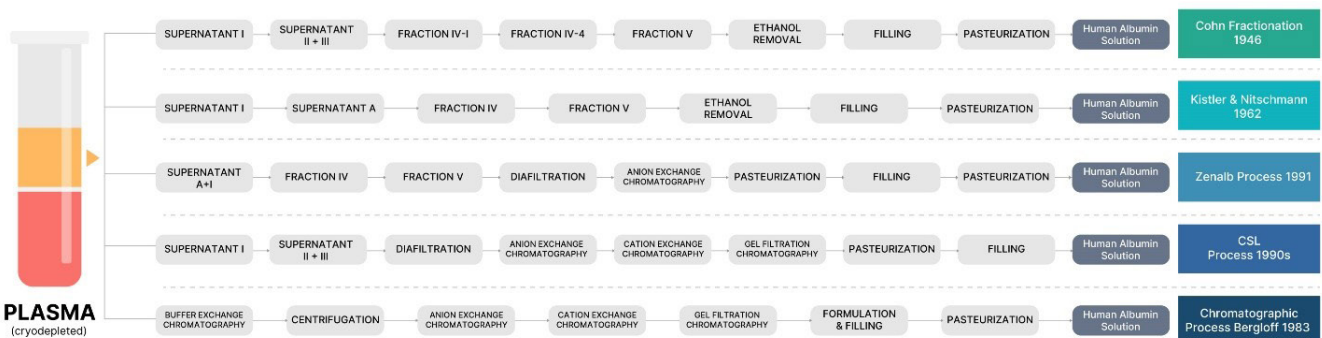 SUPERNATANT I
SUPERNATANT
II + III
FRACTION IV-I
FRACTION IV-4
FRACTION V
ETHANOL
REMOVAL
FILLING
PASTEURIZATION
Human Albumin
Solution
Cohn Fractionation
1946
SUPERNATANT I
SUPERNATANT A
FRACTION IV
FRACTION V
ETHANOL
REMOVAL
FILLING
PASTEURIZATION
Human Albumin
Solution
Kistler & Nitschmann
1962
SUPERNATANT
A+I
FRACTION IV
FRACTION V
DIAFILTRATION
ANION EXCHANGE
CHROMATOGRAPHY
PASTEURIZATION
FILLING
PASTEURIZATION
Human Albumin
Solution
Zenalb Process 1991
SUPERNATANT I
SUPERNATANT
II + III
DIAFILTRATION
ANION EXCHANGE
CHROMATOGRAPHY
CATION EXCHANGE
CHROMATOGRAPHY
GEL FILTRATION
CHROMATOGRAPHY
PASTEURIZATION
FILLING
Human Albumin
Solution
CSL
Process 1990s
PLASMA
(cryodepleted)
BUFFER EXCHANGE
CHROMATOGRAPHY
CENTRIFUGATION
ANION EXCHANGE
CHROMATOGRAPHY
CATION EXCHANGE
CHROMATOGRAPHY
GEL FILTRATION
CHROMATOGRAPHY
FORMULATION
& FILLING
PASTEURIZATION
Human Albumin
Solution
Chromatographic
Process Bergloff 1983